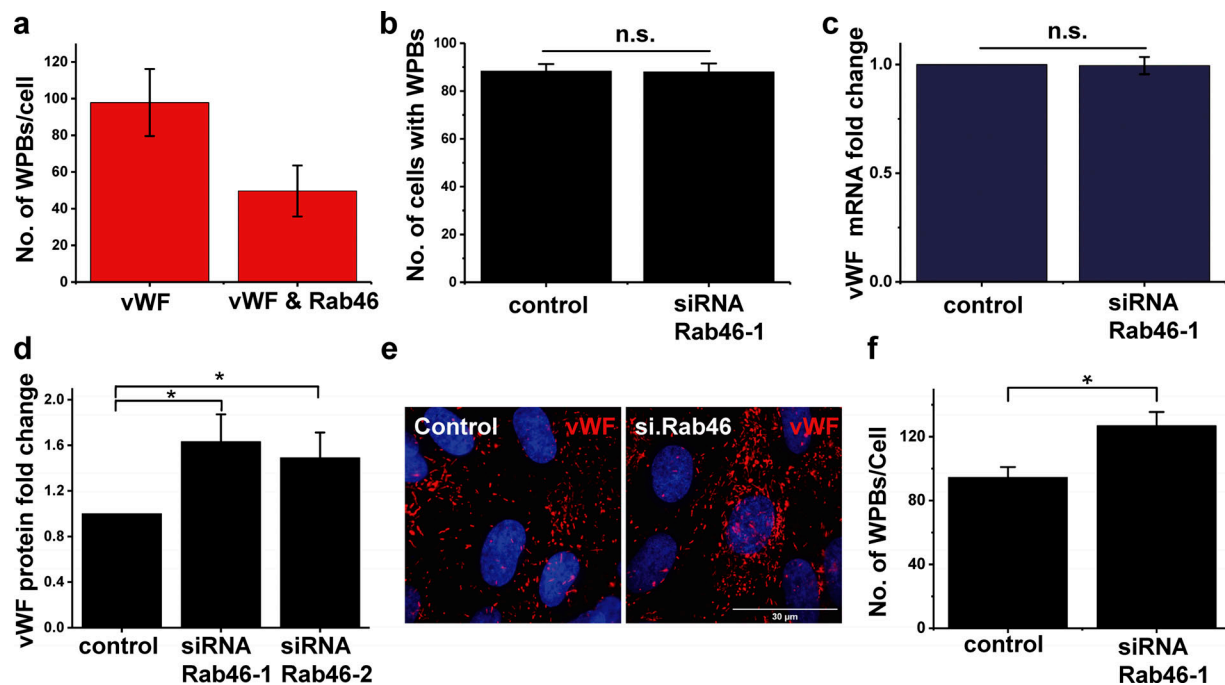 a
No. of WPBs/cell
120
100
80
60
40
20
0
vWF
vWF & Rab46
b
No. of cells with WPBs
100
80
60
40
20
0
n.s.
control
siRNA
Rab46-1
c
vWF mRNA fold change
1.0
0.5
0.0
n.s.
control
siRNA
Rab46-1
d
vWF protein fold change
2.0
1.6
1.2
0.8
0.4
0.0
*
*
control
siRNA
Rab46-1
siRNA
Rab46-2
e
Control
vWF
si.Rab46
vWF
30 µm
f
No. of WPBs/Cell
120
80
40
0
*
control
siRNA
Rab46-1